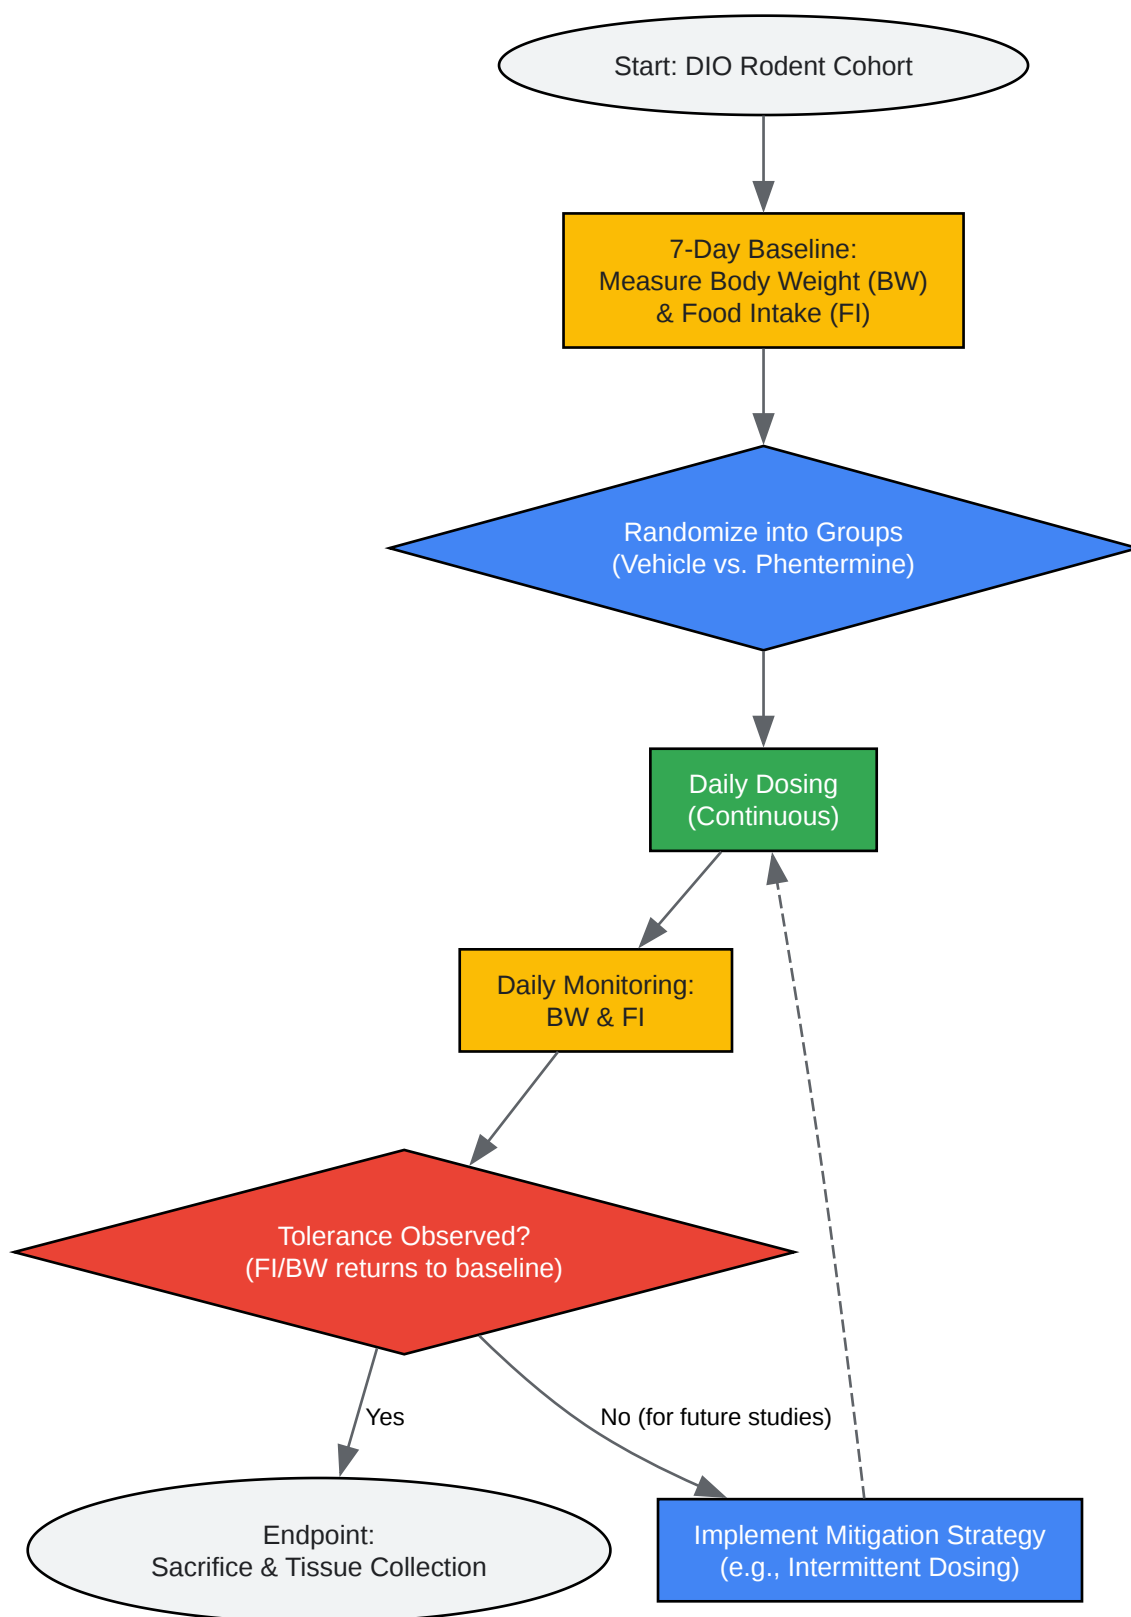 Start: DIO Rodent Cohort
7-Day Baseline:
Measure Body Weight (BW)
& Food Intake (FI)
Randomize into Groups
(Vehicle vs. Phentermine)
Daily Dosing
(Continuous)
Daily Monitoring:
BW & FI
Tolerance Observed?
(FI/BW returns to baseline)
Yes
No (for future studies)
Endpoint:
Sacrifice & Tissue Collection
Implement Mitigation Strategy
(e.g., Intermittent Dosing)